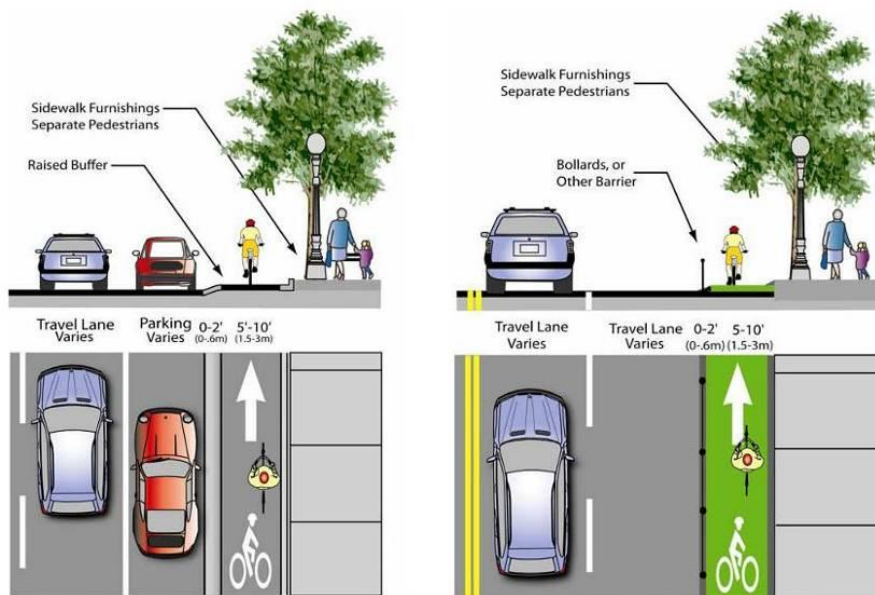 Sidewalk Furnishings
Separate Pedestrians
Raised Buffer
Travel Lane
Varies
Parking
Varies
0-2'
(0-.6m)
5'-10'
(1.5-3m)
Sidewalk Furnishings
Separate Pedestrians
Bollards, or
Other Barrier
Travel Lane
Varies
Travel Lane
Varies
0-2'
(0-.6m)
5-10'
(1.5-3m)